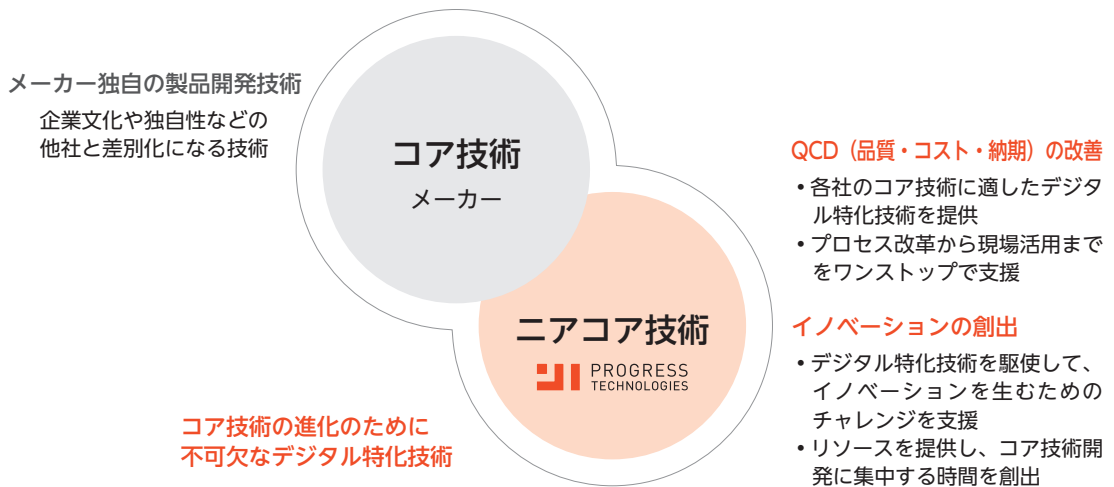 メーカー独自の製品開発技術
企業文化や独自性などの
他社と差別化になる技術
コア技術
メーカー
ニアコア技術
PROGRESS
TECHNOLOGIES
コア技術の進化のために
不可欠なデジタル特化技術
QCD（品質・コスト・納期）の改善
•各社のコア技術に適したデジタ
ル特化技術を提供
•プロセス改革から現場活用まで
をワンストップで支援
イノベーションの創出
•デジタル特化技術を駆使して、
イノベーションを生むための
チャレンジを支援
•リソースを提供し、コア技術開
発に集中する時間を創出